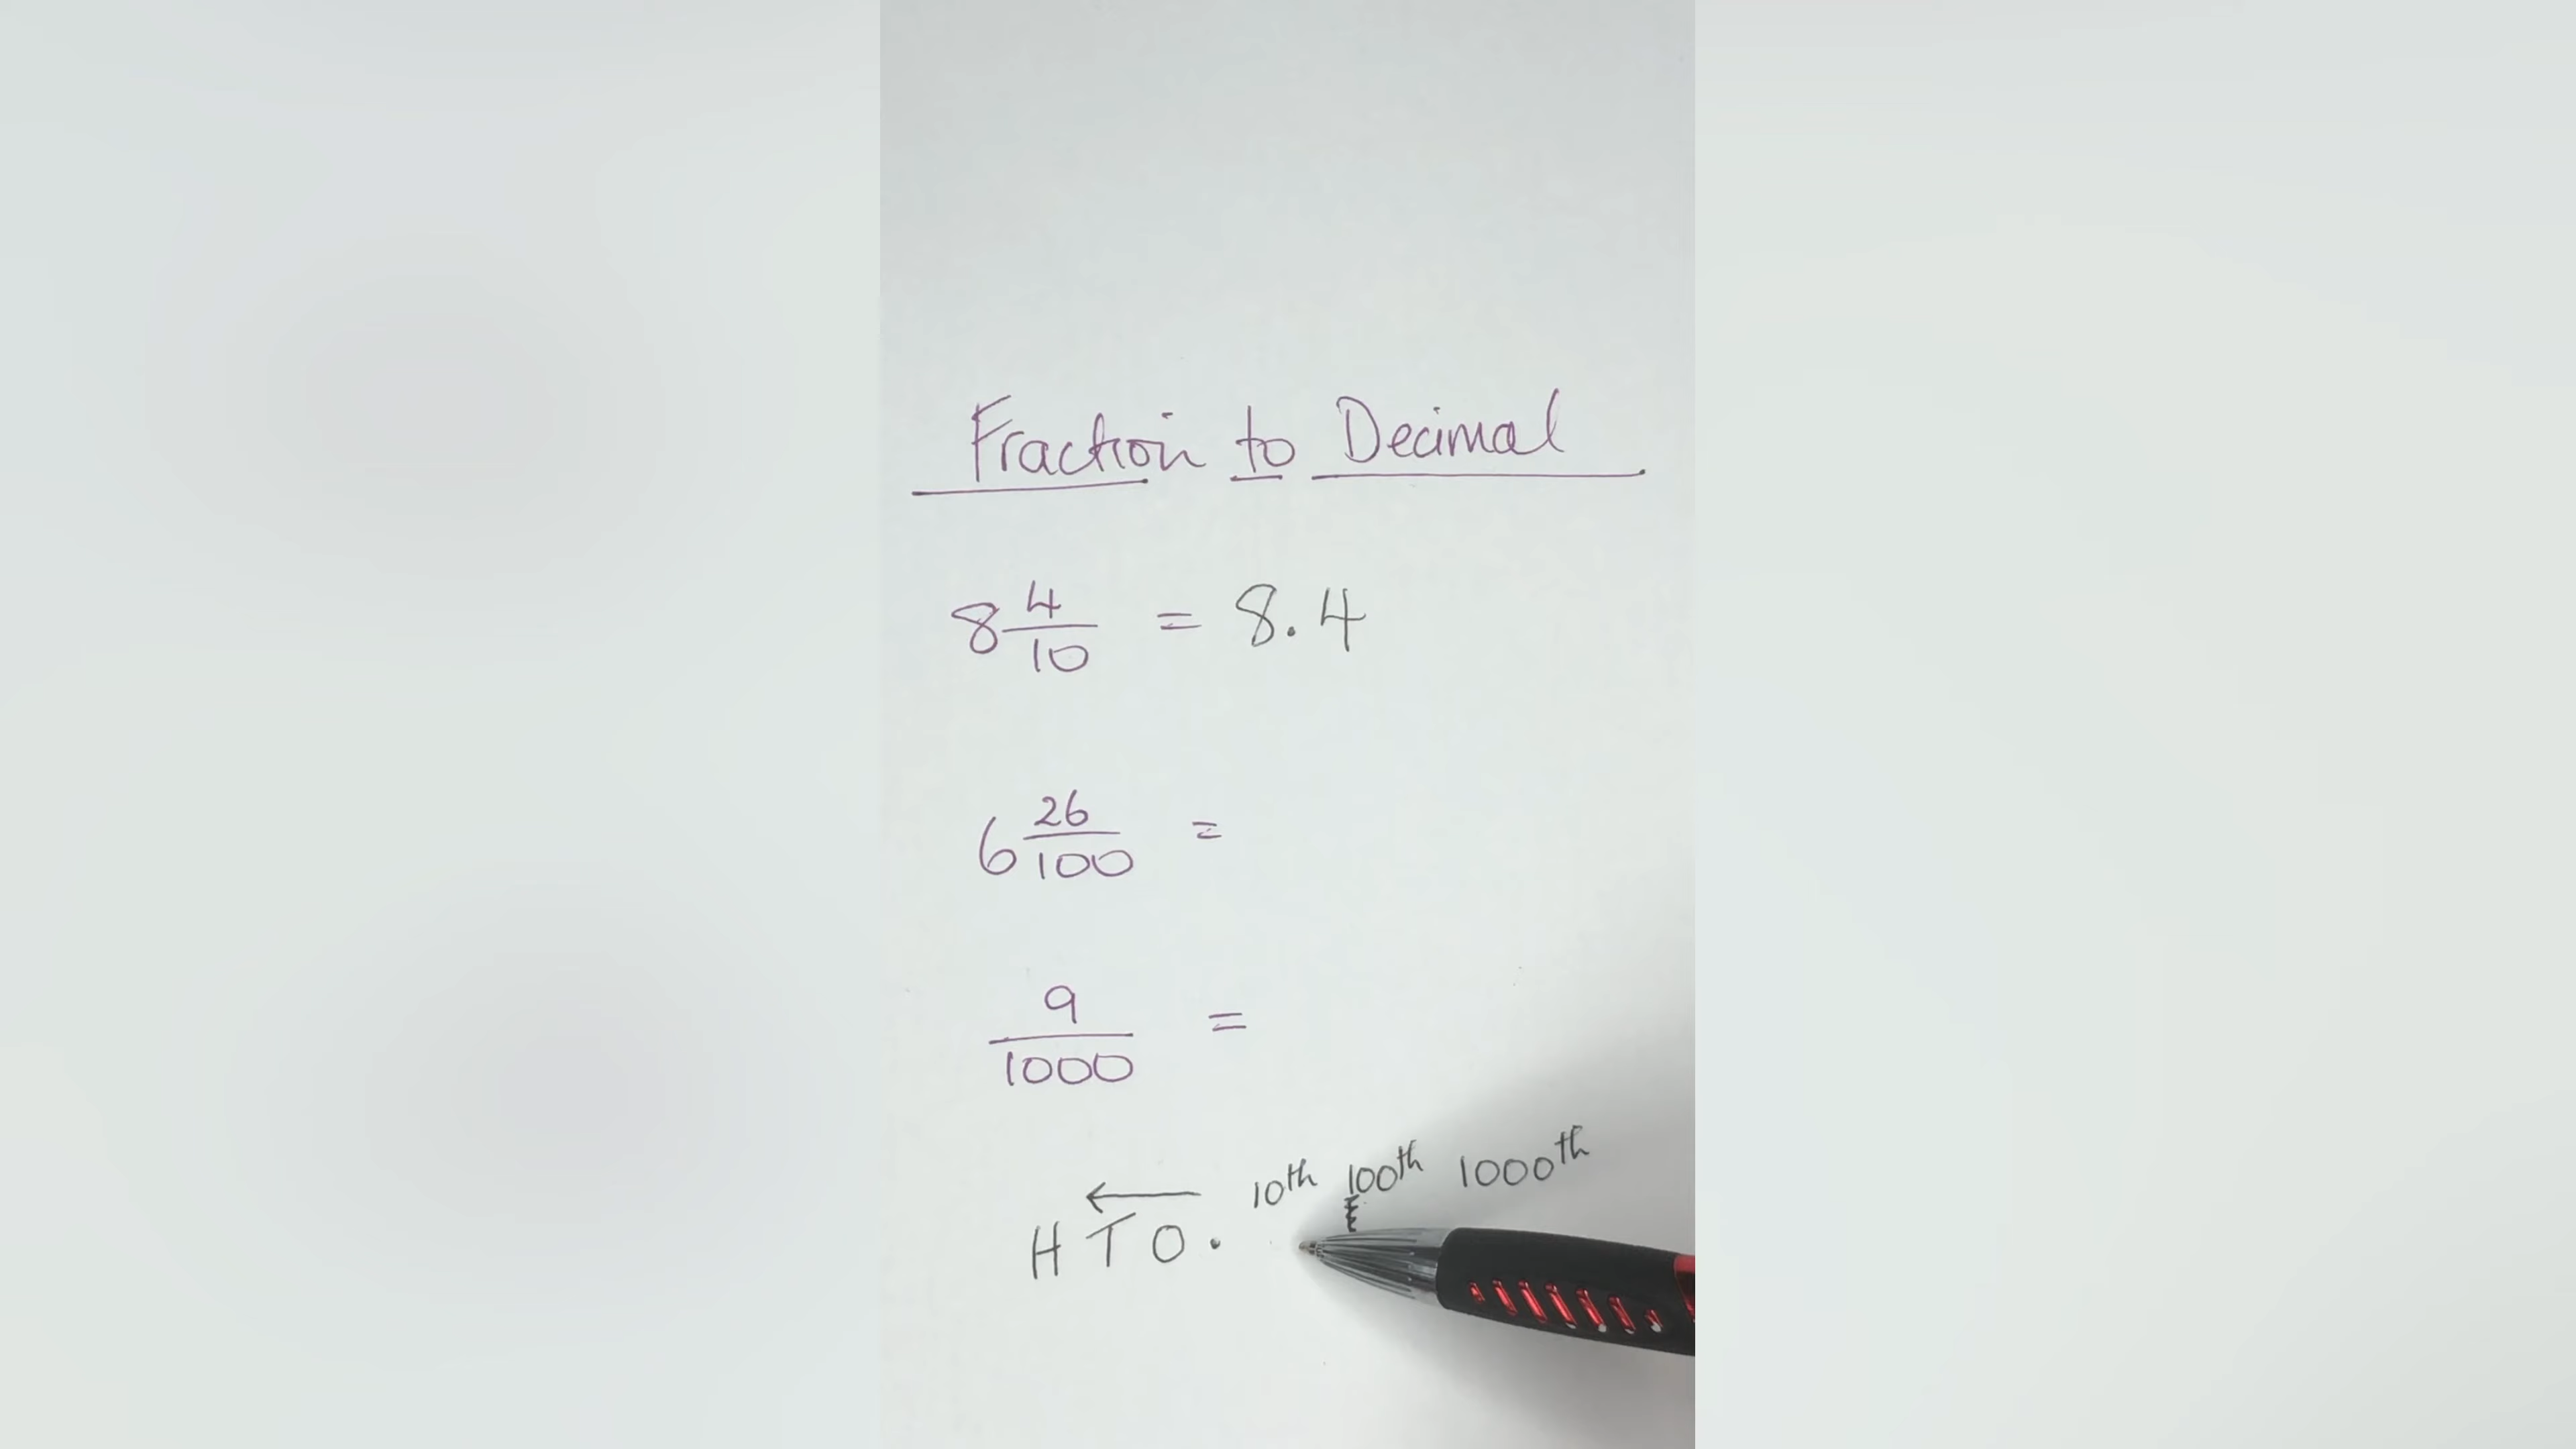 Fraction to Decimal
8 4/10 = 8.4
6 26/100 =
9/1000 =
10th 100th 1000th
H T O .